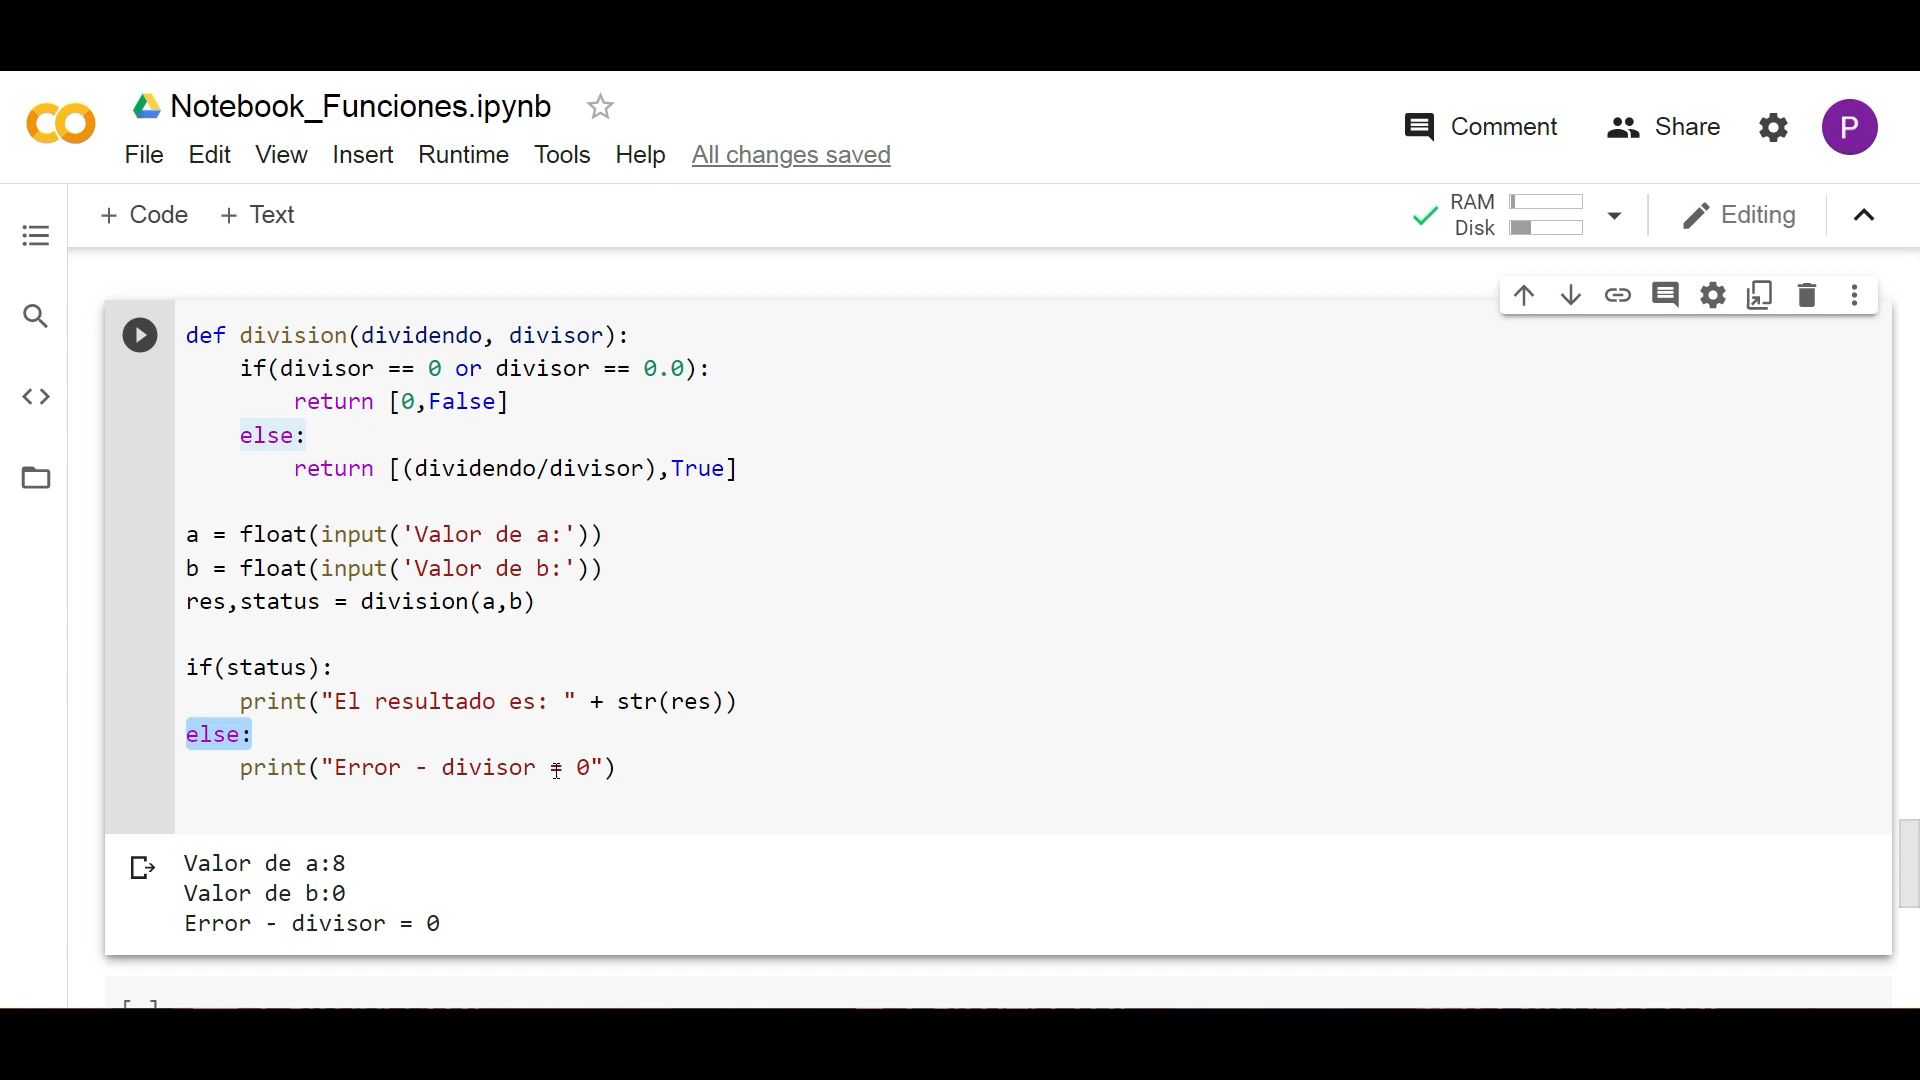 Notebook_Funciones.ipynb
File Edit View Insert Runtime Tools Help All changes saved
Comment Share P
+ Code + Text
RAM
Disk
Editing
def division(dividendo, divisor):
    if(divisor == 0 or divisor == 0.0):
        return [0,False]
    else:
        return [(dividendo/divisor),True]
a = float(input('Valor de a:'))
b = float(input('Valor de b:'))
res,status = division(a,b)
if(status):
    print("El resultado es: " + str(res))
else:
    print("Error - divisor = 0")
Valor de a:8
Valor de b:0
Error - divisor = 0
[ ]